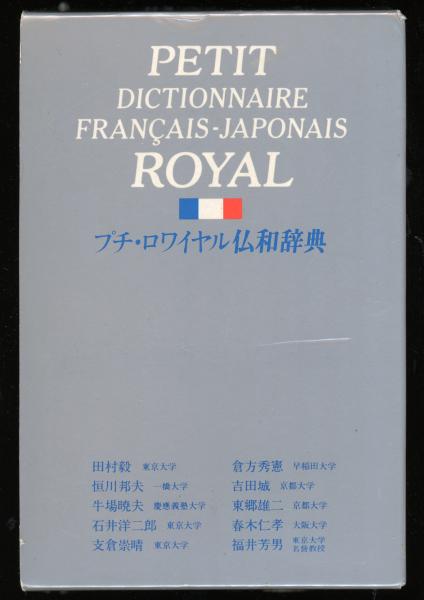 PETIT
DICTIONNAIRE
FRANÇAIS-JAPONAIS
ROYAL
プチ・ロワイヤル仏和辞典
田村毅 東京大学
恒川邦夫 一橋大学
牛場暁夫 慶應義塾大学
石井洋二郎 東京大学
支倉崇晴 東京大学
倉方秀憲 早稲田大学
吉田城 京都大学
東郷雄二 京都大学
春木仁孝 大阪大学
福井芳男 東京大学名誉教授